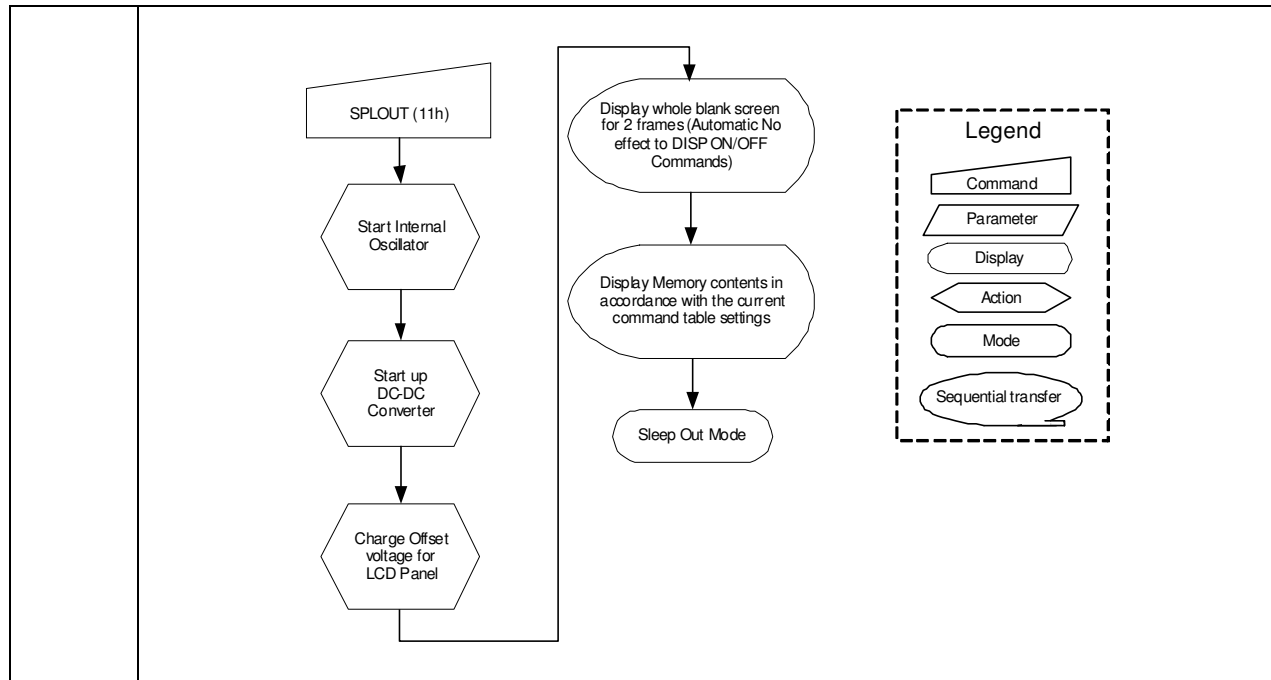 SPLOUT (11h)
Start Internal
Oscillator
Start up
DC-DC
Converter
Charge Offset
voltage for
LCD Panel
Display whole blank screen
for 2 frames (Automatic No
effect to DISP ON/OFF
Commands)
Display Memory contents in
accordance with the current
command table settings
Sleep Out Mode
Legend
Command
Parameter
Display
Action
Mode
Sequential transfer